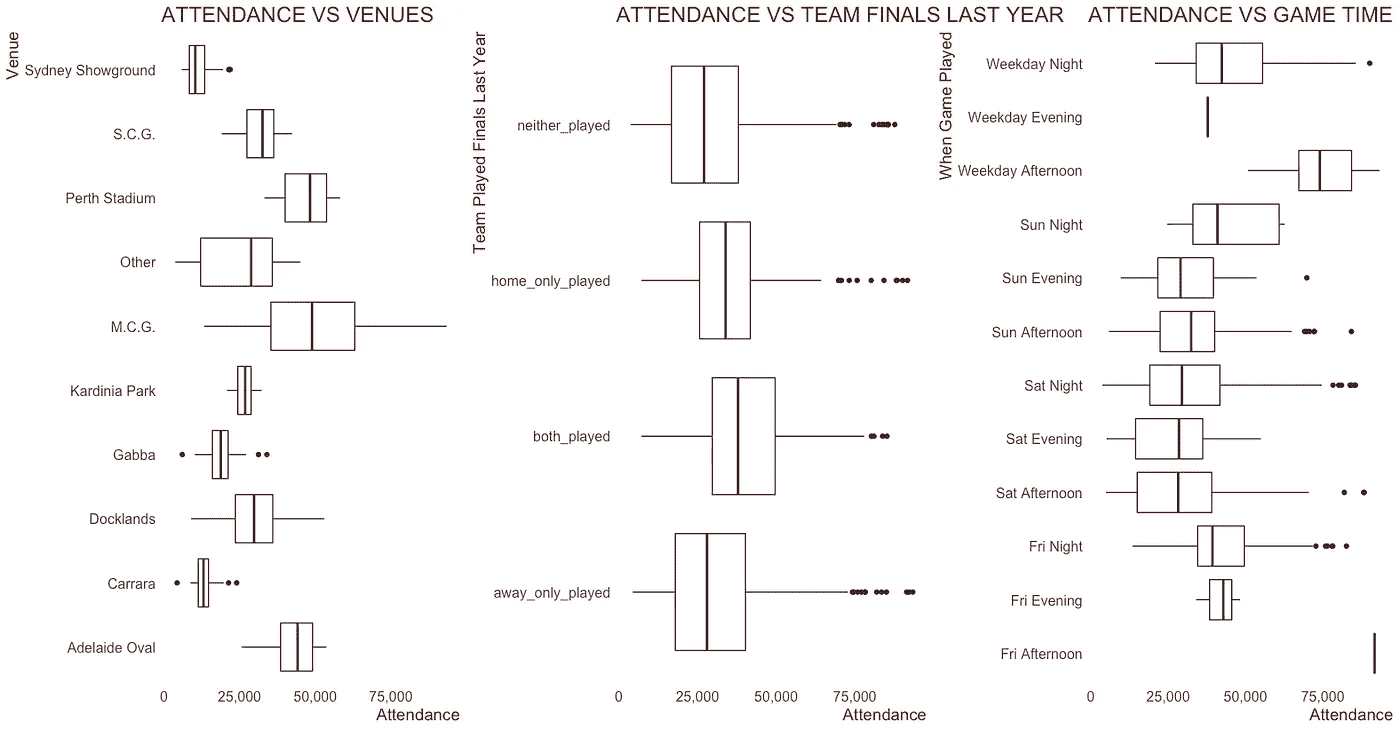 ATTENDANCE VS VENUES
Venue
Sydney Showground
S.C.G.
Perth Stadium
Other
M.C.G.
Kardinia Park
Gabba
Docklands
Carrara
Adelaide Oval
0 25,000 50,000 75,000
Attendance
ATTENDANCE VS TEAM FINALS LAST YEAR
Team Played Finals Last Year
neither_played
home_only_played
both_played
away_only_played
0 25,000 50,000 75,000
Attendance
ATTENDANCE VS GAME TIME
When Game Played
Weekday Night
Weekday Evening
Weekday Afternoon
Sun Night
Sun Evening
Sun Afternoon
Sat Night
Sat Evening
Sat Afternoon
Fri Night
Fri Evening
Fri Afternoon
0 25,000 50,000 75,000
Attendance